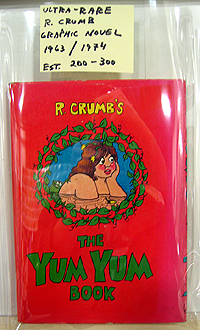 ULTRA-RARE
R. CRUMB
GRAPHIC NOVEL
1963/1974
EST. 200-300
R. CRUMB'S
THE
YUM YUM
BOOK